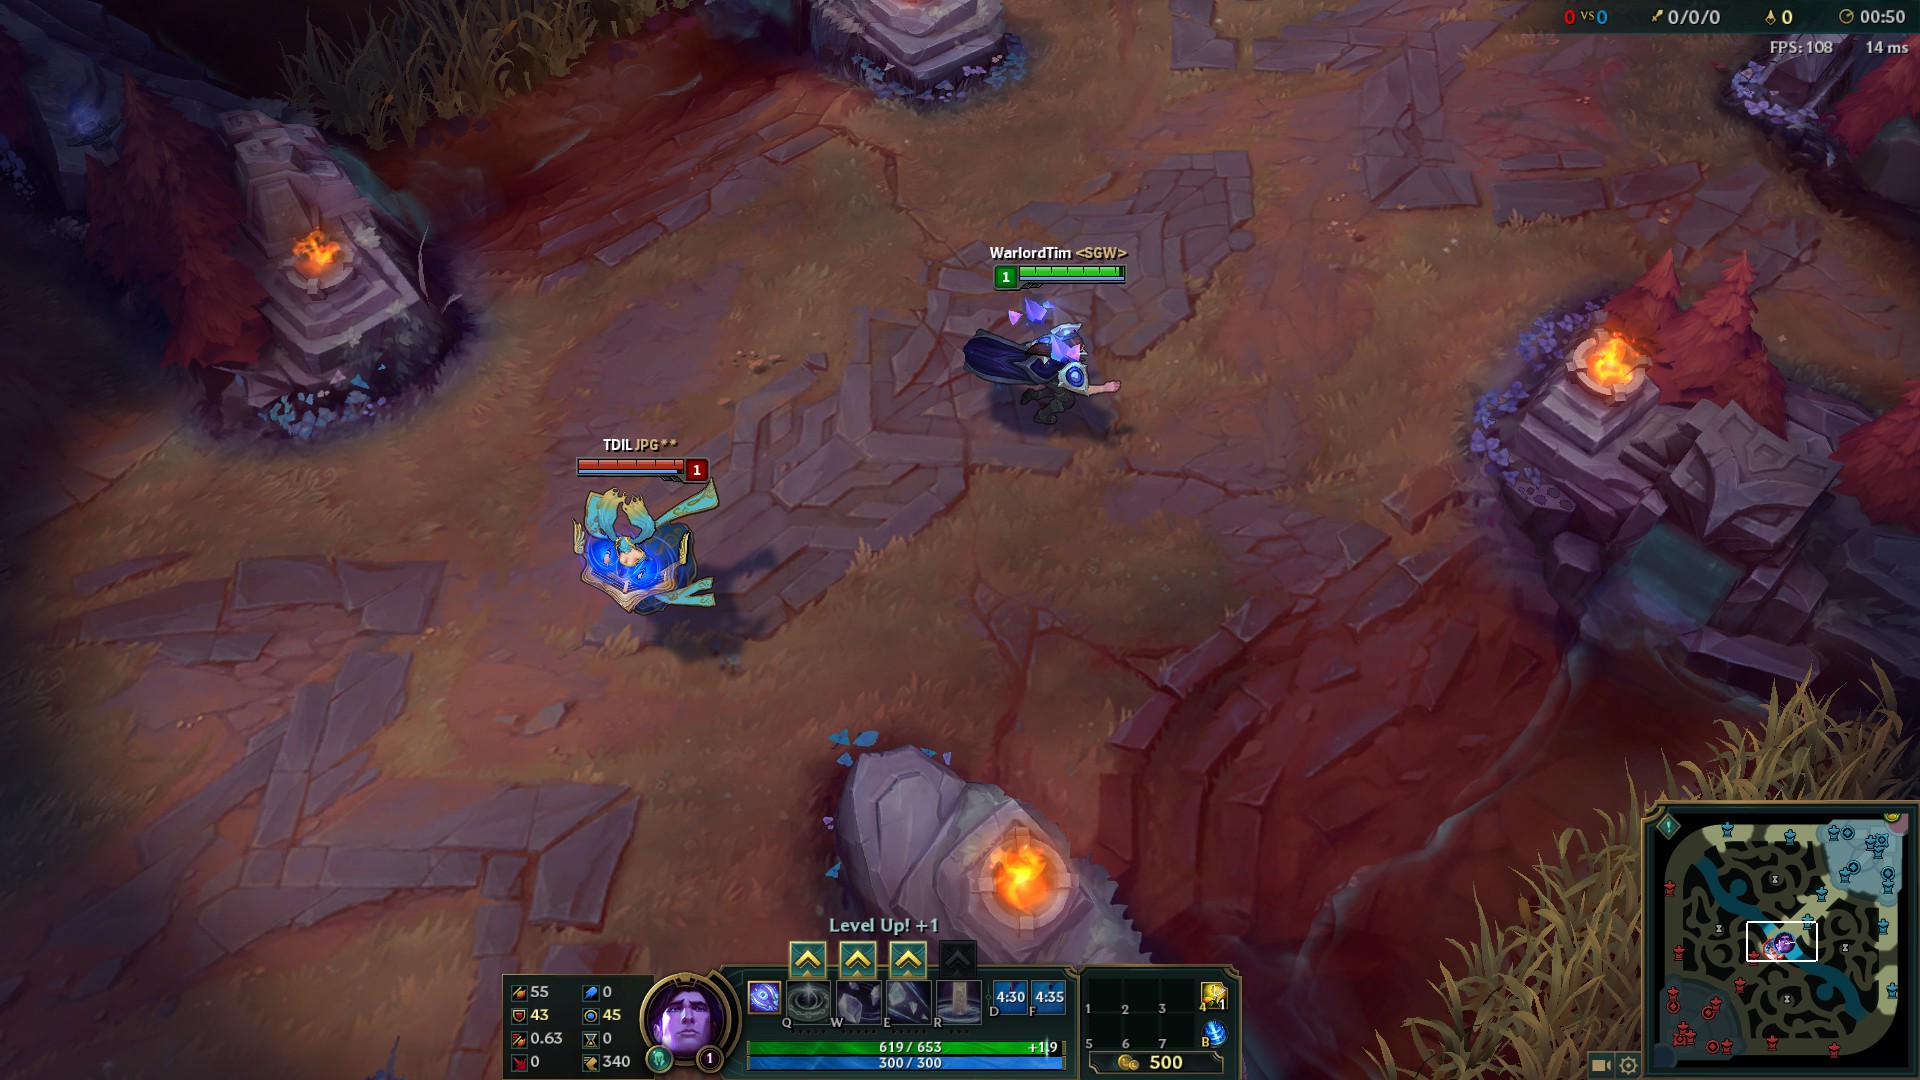 0 VS 0 0/0/0 0 00:50
FPS: 108 14 ms
WarlordTim <SGW>
1
TDIL JPG**
1
Level Up! +1
55 0
43 45
0.63 0
0 340
1
Q W E R
4:30 4:35
D F
619 / 653 +1.9
300 / 300
1 2 3 4 1
5 6 7 B
500